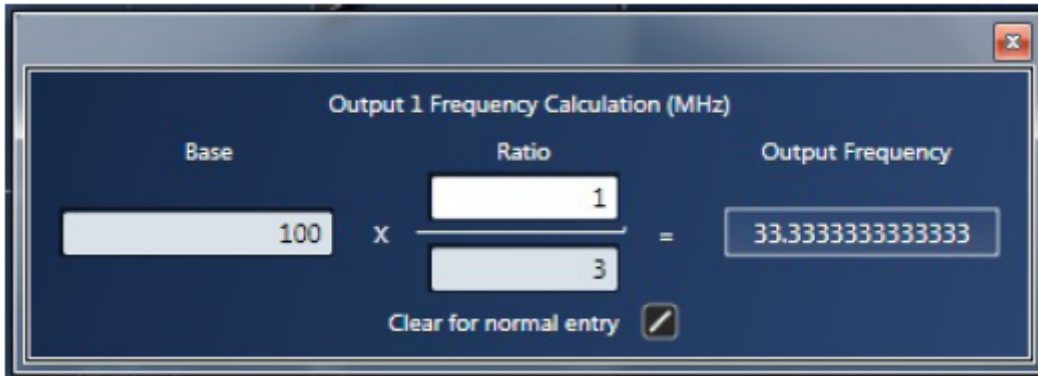 x
Output 1 Frequency Calculation (MHz)
Base Ratio Output Frequency
1
100 X = 33.3333333333333
3
Clear for normal entry